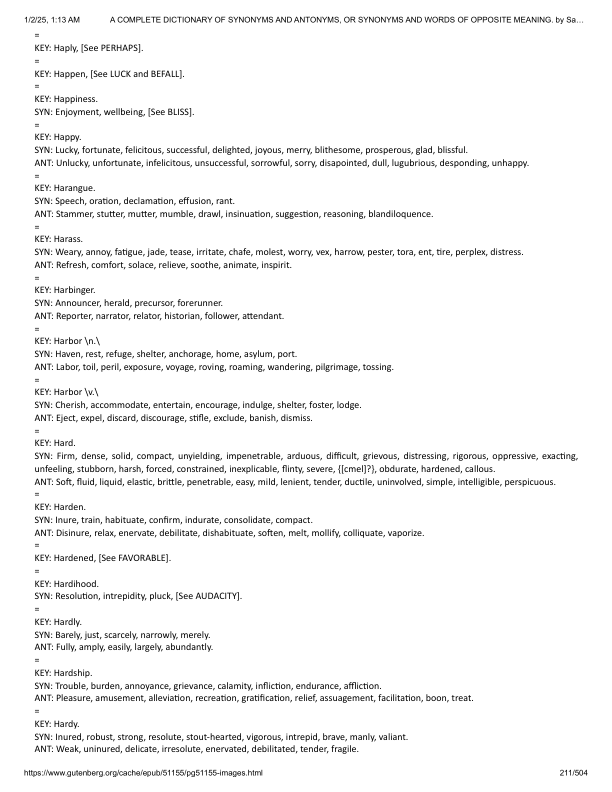 1/2/25, 1:13 AM A COMPLETE DICTIONARY OF SYNONYMS AND ANTONYMS, OR SYNONYMS AND WORDS OF OPPOSITE MEANING. by Sa…
=
KEY: Haply, [See PERHAPS].
=
KEY: Happen, [See LUCK and BEFALL].
=
KEY: Happiness.
SYN: Enjoyment, wellbeing, [See BLISS].
=
KEY: Happy.
SYN: Lucky, fortunate, felicitous, successful, delighted, joyous, merry, blithesome, prosperous, glad, blissful.
ANT: Unlucky, unfortunate, infelicitous, unsuccessful, sorrowful, sorry, disapointed, dull, lugubrious, desponding, unhappy.
=
KEY: Harangue.
SYN: Speech, oration, declamation, effusion, rant.
ANT: Stammer, stutter, mutter, mumble, drawl, insinuation, suggestion, reasoning, blandiloquence.
=
KEY: Harass.
SYN: Weary, annoy, fatigue, jade, tease, irritate, chafe, molest, worry, vex, harrow, pester, tora, ent, tire, perplex, distress.
ANT: Refresh, comfort, solace, relieve, soothe, animate, inspirit.
=
KEY: Harbinger.
SYN: Announcer, herald, precursor, forerunner.
ANT: Reporter, narrator, relator, historian, follower, attendant.
=
KEY: Harbor \n.\
SYN: Haven, rest, refuge, shelter, anchorage, home, asylum, port.
ANT: Labor, toil, peril, exposure, voyage, roving, roaming, wandering, pilgrimage, tossing.
=
KEY: Harbor \v.\
SYN: Cherish, accommodate, entertain, encourage, indulge, shelter, foster, lodge.
ANT: Eject, expel, discard, discourage, stifle, exclude, banish, dismiss.
=
KEY: Hard.
SYN: Firm, dense, solid, compact, unyielding, impenetrable, arduous, difficult, grievous, distressing, rigorous, oppressive, exacting,
unfeeling, stubborn, harsh, forced, constrained, inexplicable, flinty, severe, {[cmel]?}, obdurate, hardened, callous.
ANT: Soft, fluid, liquid, elastic, brittle, penetrable, easy, mild, lenient, tender, ductile, uninvolved, simple, intelligible, perspicuous.
=
KEY: Harden.
SYN: Inure, train, habituate, confirm, indurate, consolidate, compact.
ANT: Disinure, relax, enervate, debilitate, dishabituate, soften, melt, mollify, colliquate, vaporize.
=
KEY: Hardened, [See FAVORABLE].
=
KEY: Hardihood.
SYN: Resolution, intrepidity, pluck, [See AUDACITY].
=
KEY: Hardly.
SYN: Barely, just, scarcely, narrowly, merely.
ANT: Fully, amply, easily, largely, abundantly.
=
KEY: Hardship.
SYN: Trouble, burden, annoyance, grievance, calamity, infliction, endurance, affliction.
ANT: Pleasure, amusement, alleviation, recreation, gratification, relief, assuagement, facilitation, boon, treat.
=
KEY: Hardy.
SYN: Inured, robust, strong, resolute, stout-hearted, vigorous, intrepid, brave, manly, valiant.
ANT: Weak, uninured, delicate, irresolute, enervated, debilitated, tender, fragile.
https://www.gutenberg.org/cache/epub/51155/pg51155-images.html 211/504